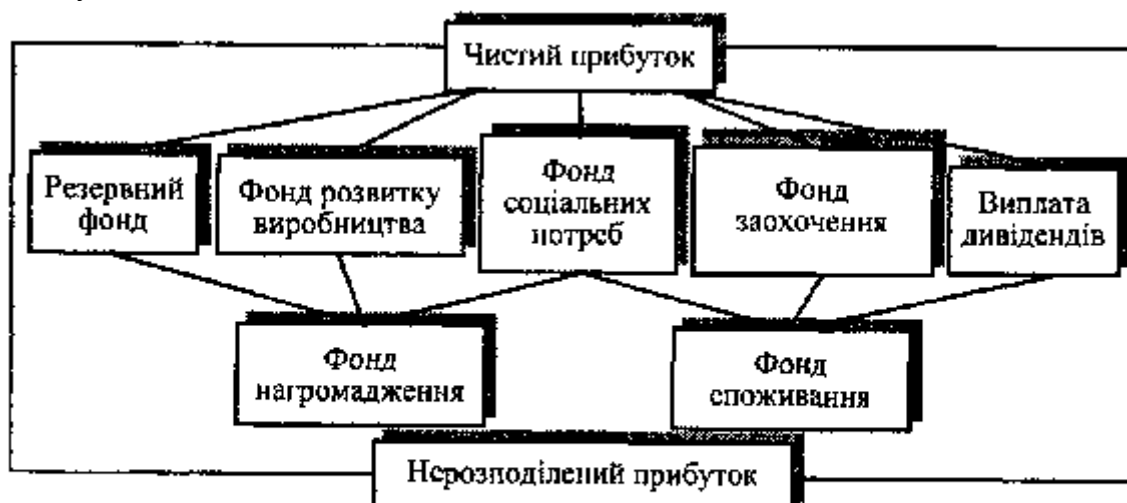 Чистий прибуток
Резервний
фонд
Фонд розвитку
виробництва
Фонд
соціальних
потреб
Фонд
заохочення
Виплата
дивідендів
Фонд
нагромадження
Фонд
споживання
Нерозподілений прибуток